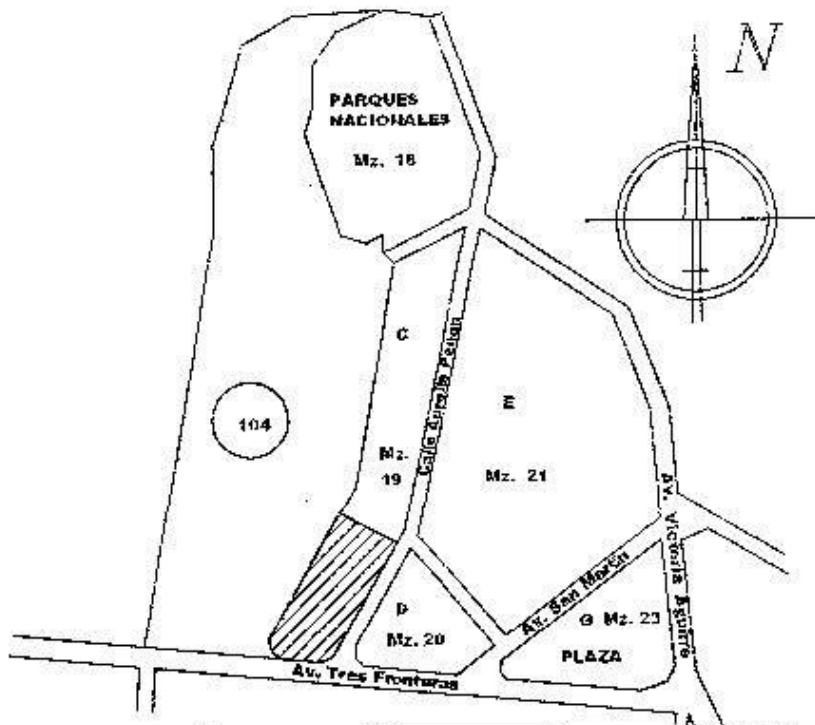 N
PARQUES
NACIONALES
Mz. 18
C
E
104
Mz.
19
Mz. 21
Av. Victoria Aguirre
Av. San Martin
D
Mz. 20
G Mz. 23
PLAZA
Av. Tres Fronteras